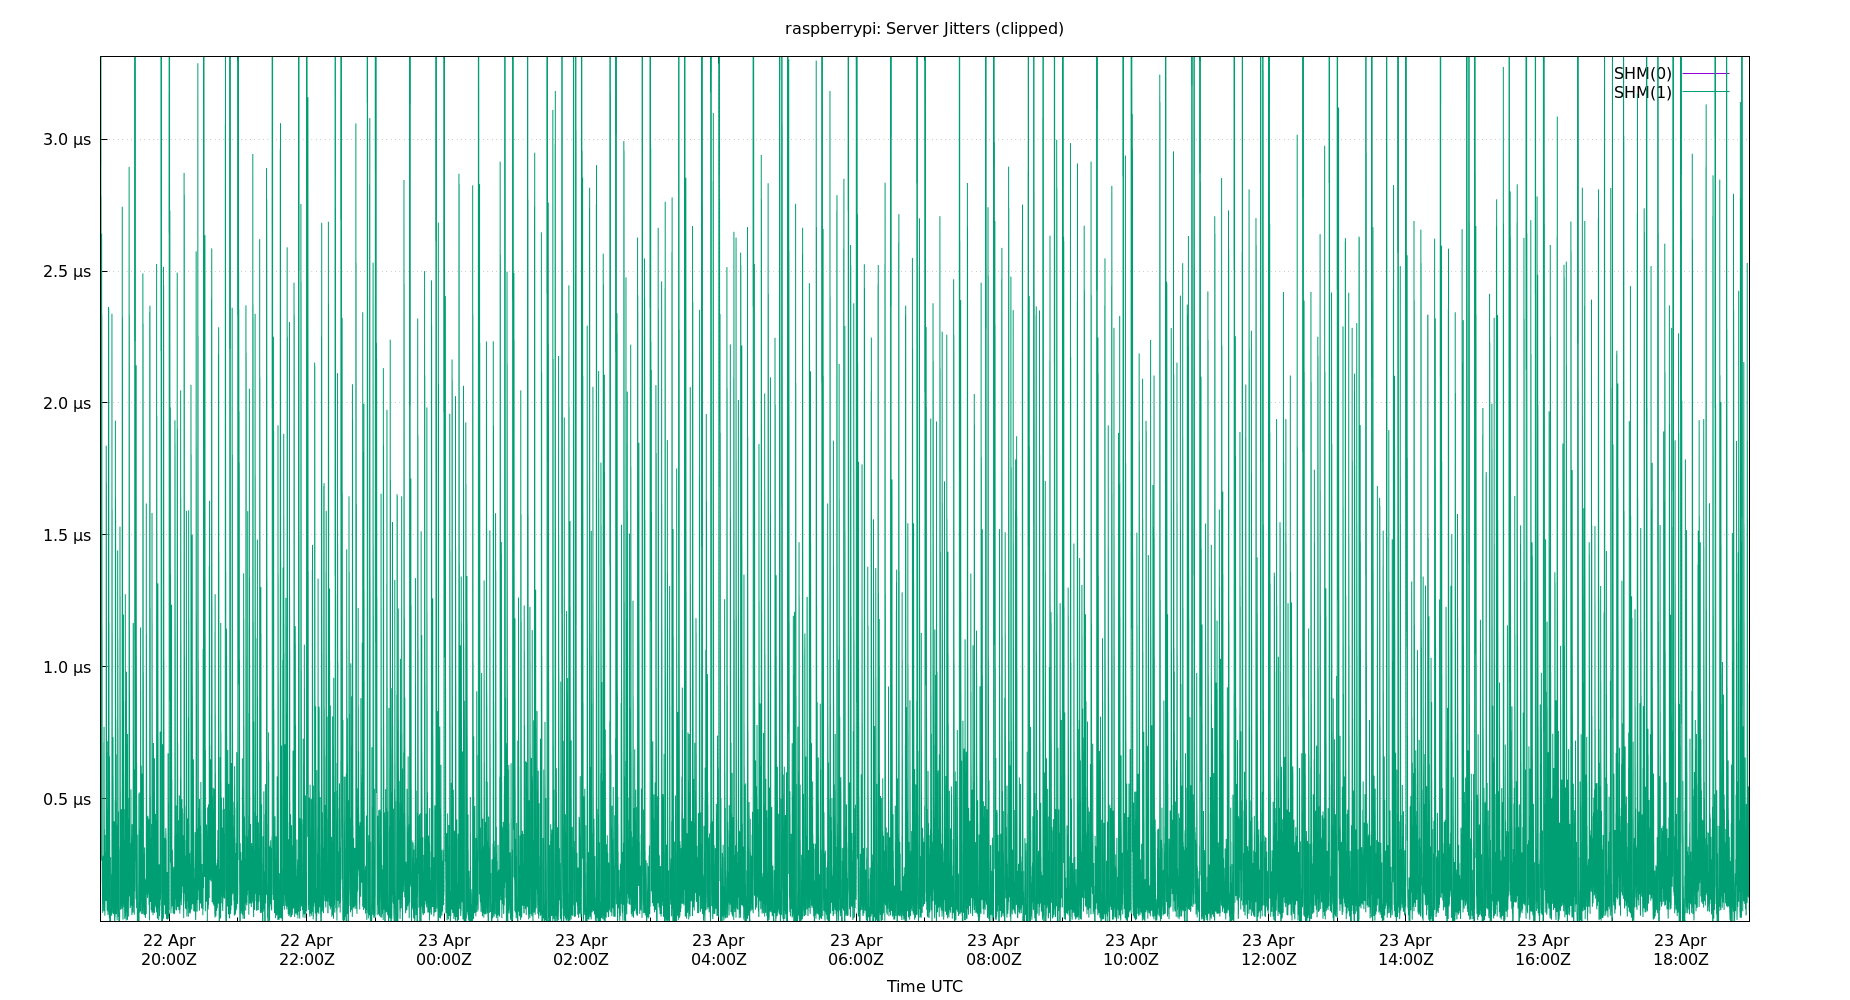 raspberrypi: Server Jitters (clipped)
SHM(0)
SHM(1)
3.0 µs
2.5 µs
2.0 µs
1.5 µs
1.0 µs
0.5 µs
22 Apr 22 Apr 23 Apr 23 Apr 23 Apr 23 Apr 23 Apr 23 Apr 23 Apr 23 Apr 23 Apr 23 Apr
20:00Z 22:00Z 00:00Z 02:00Z 04:00Z 06:00Z 08:00Z 10:00Z 12:00Z 14:00Z 16:00Z 18:00Z
Time UTC